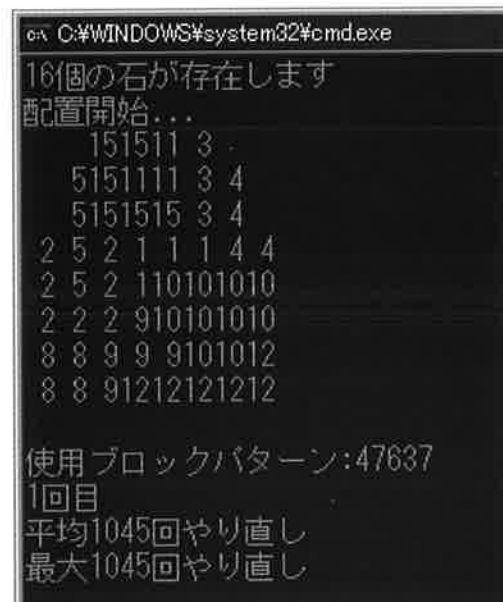 C:¥WINDOWS¥system32¥cmd.exe
16個の石が存在します
配置開始...
151511 3
5151111 3 4
5151515 3 4
2 5 2 1 1 1 4 4
2 5 2 110101010
2 2 2 910101010
8 8 9 9 9101012
8 8 912121212
使用ブロックパターン:47637
1回目
平均1045回やり直し
最大1045回やり直し